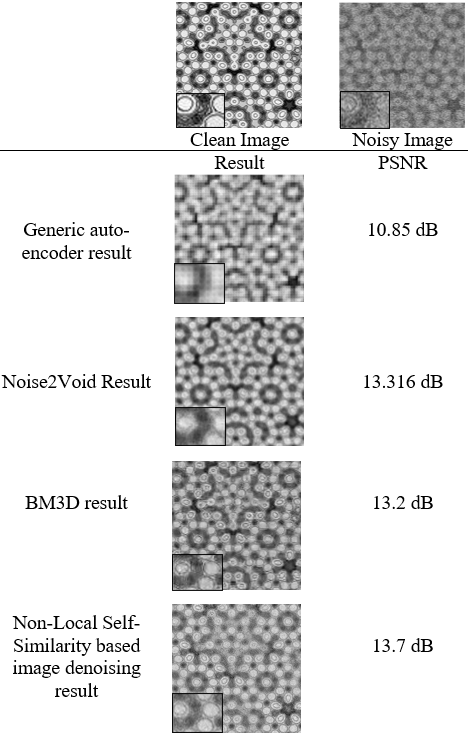 Clean Image Noisy Image
Result PSNR
Generic auto-
encoder result
10.85 dB
Noise2Void Result 13.316 dB
BM3D result 13.2 dB
Non-Local Self-
Similarity based
image denoising
result
13.7 dB